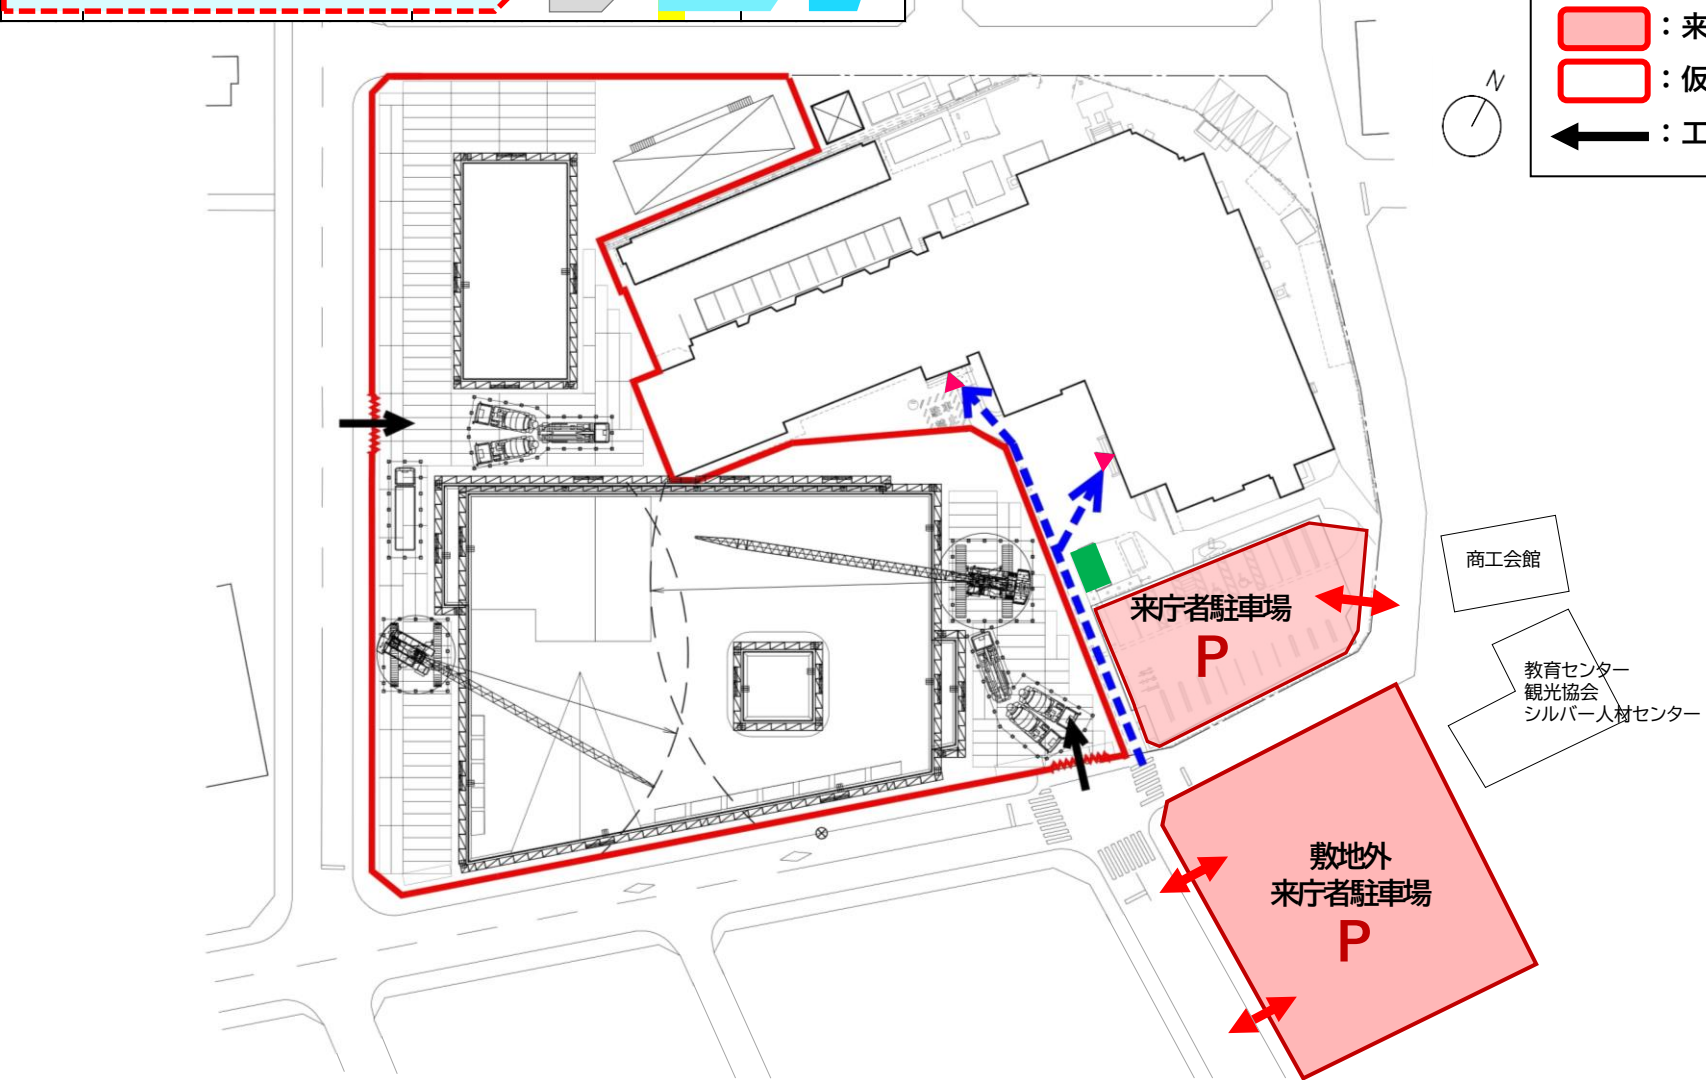 ：来
：仮
：工
N
商工会館
教育センター
観光協会
シルバー人材センター
来庁者駐車場
P
敷地外
来庁者駐車場
P